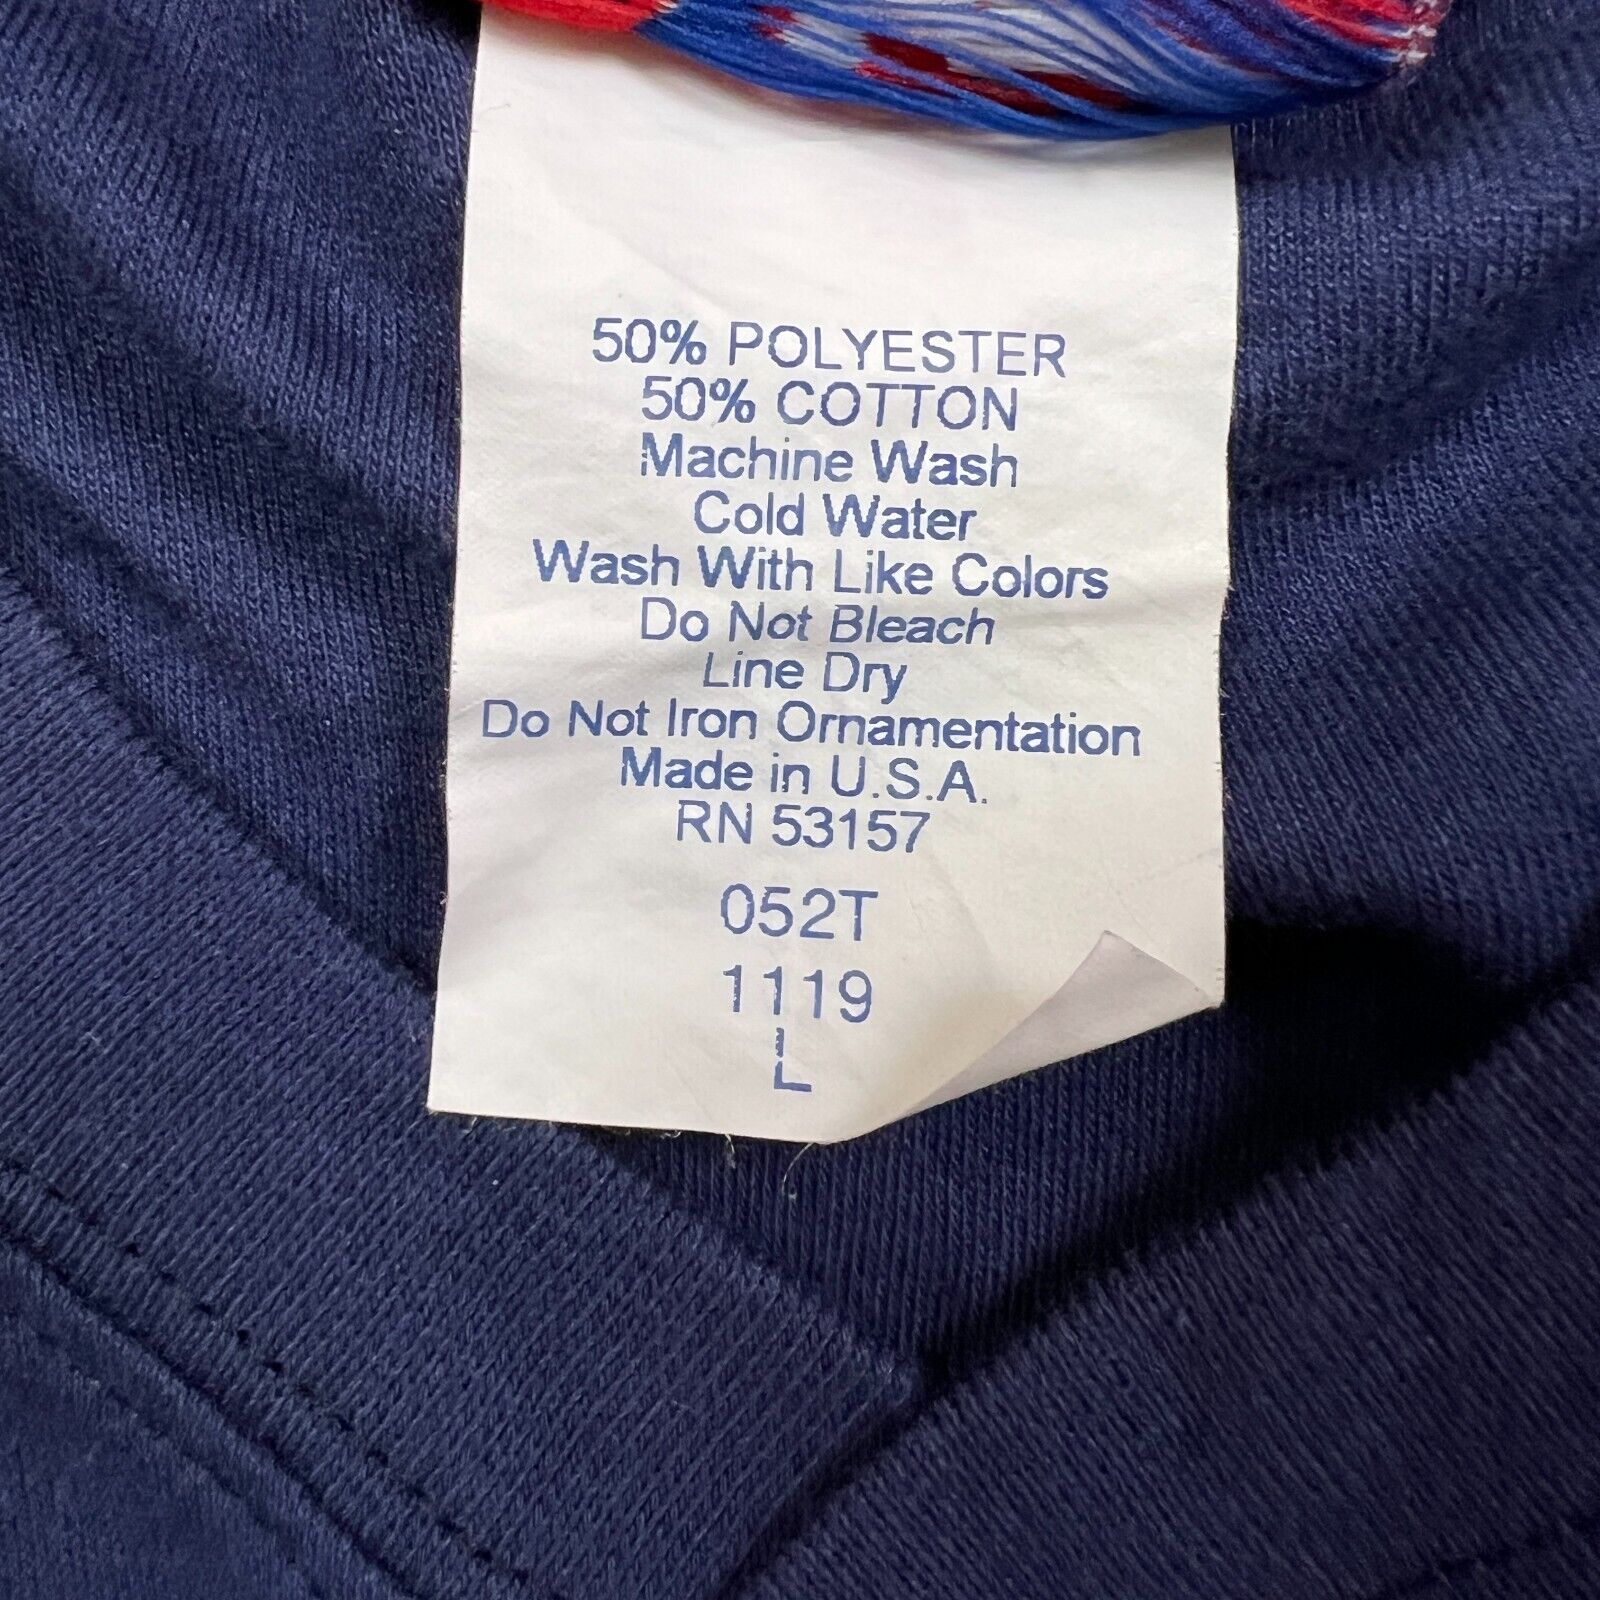 50% POLYESTER
50% COTTON
Machine Wash
Cold Water
Wash With Like Colors
Do Not Bleach
Line Dry
Do Not Iron Ornamentation
Made in U.S.A.
RN 53157
052T
1119
L